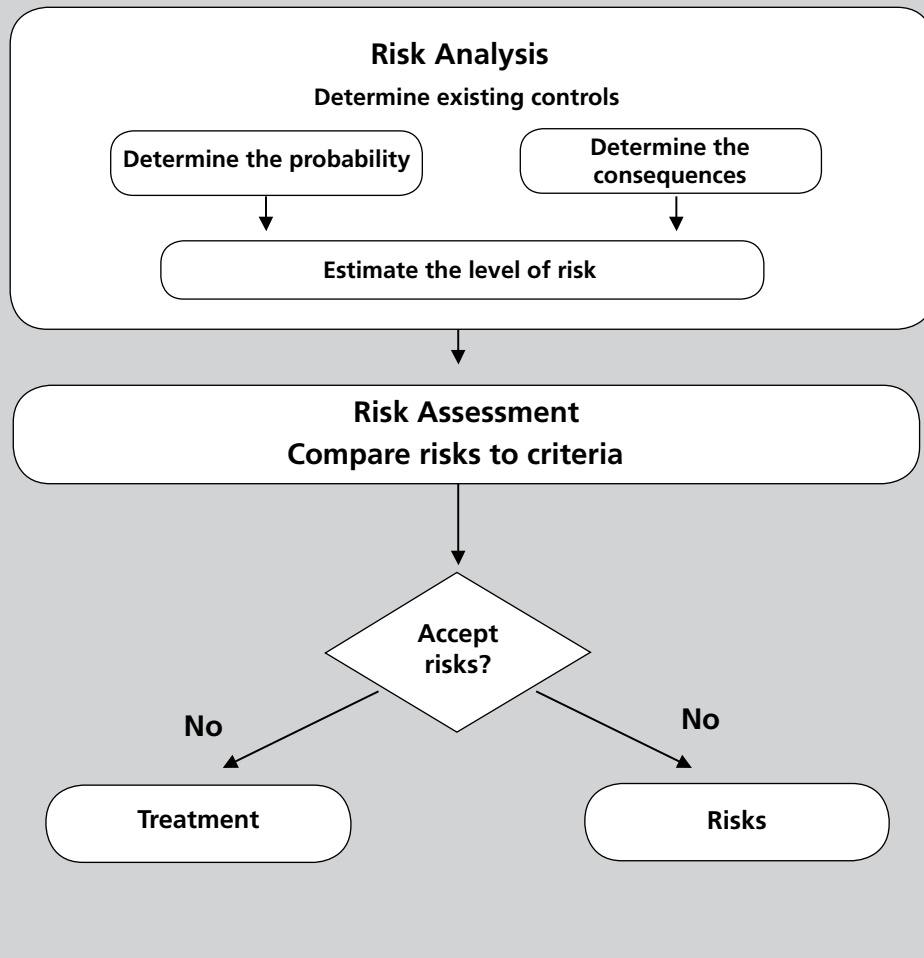 Risk Analysis
Determine existing controls
Determine the probability
Determine the
consequences
Estimate the level of risk
Risk Assessment
Compare risks to criteria
Accept
risks?
No
No
Treatment
Risks